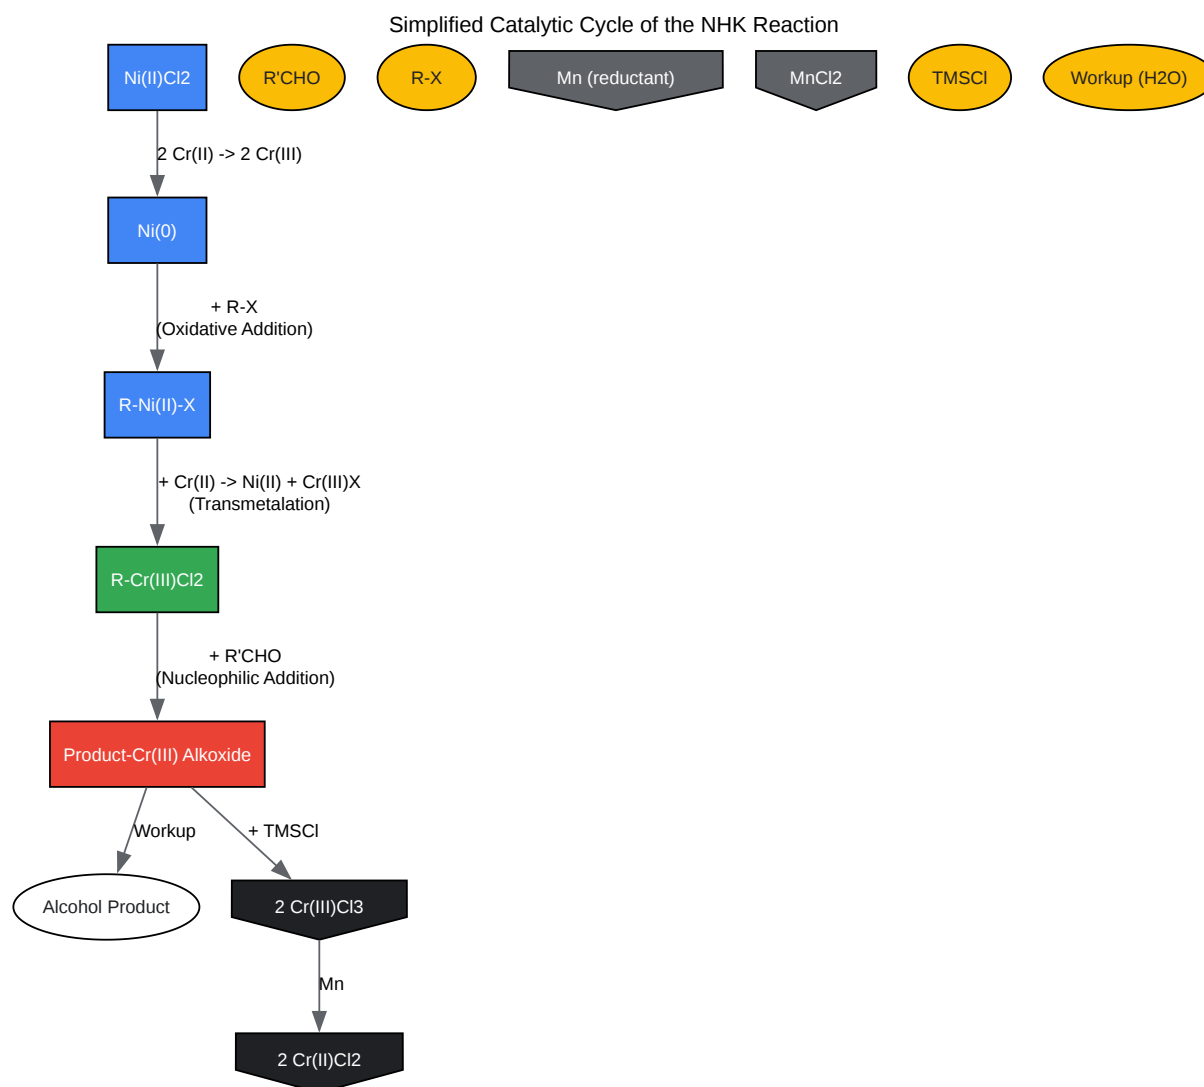 Simplified Catalytic Cycle of the NHK Reaction
Ni(II)Cl2
R'CHO
R-X
Mn (reductant)
MnCl2
TMSCl
Workup (H2O)
2 Cr(II) -> 2 Cr(III)
Ni(0)
+ R-X
(Oxidative Addition)
R-Ni(II)-X
+ Cr(II) -> Ni(II) + Cr(III)X
(Transmetalation)
R-Cr(III)Cl2
+ R'CHO
(Nucleophilic Addition)
Product-Cr(III) Alkoxide
Workup
+ TMSCl
Alcohol Product
2 Cr(III)Cl3
Mn
2 Cr(II)Cl2